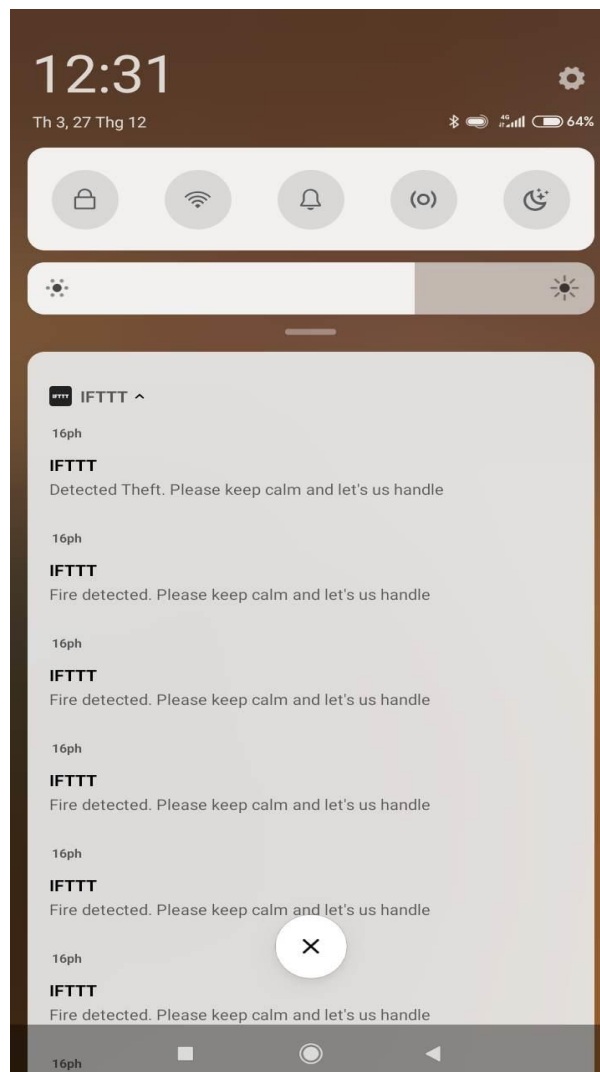 12:31
Th 3, 27 Thg 12
4G
64%
IFTTT
IFTTT
16ph
IFTTT
Detected Theft. Please keep calm and let's us handle
16ph
IFTTT
Fire detected. Please keep calm and let's us handle
16ph
IFTTT
Fire detected. Please keep calm and let's us handle
16ph
IFTTT
Fire detected. Please keep calm and let's us handle
16ph
IFTTT
Fire detected. Please keep calm and let's us handle
16ph
IFTTT
Fire detected. Please keep calm and let's us handle
16ph